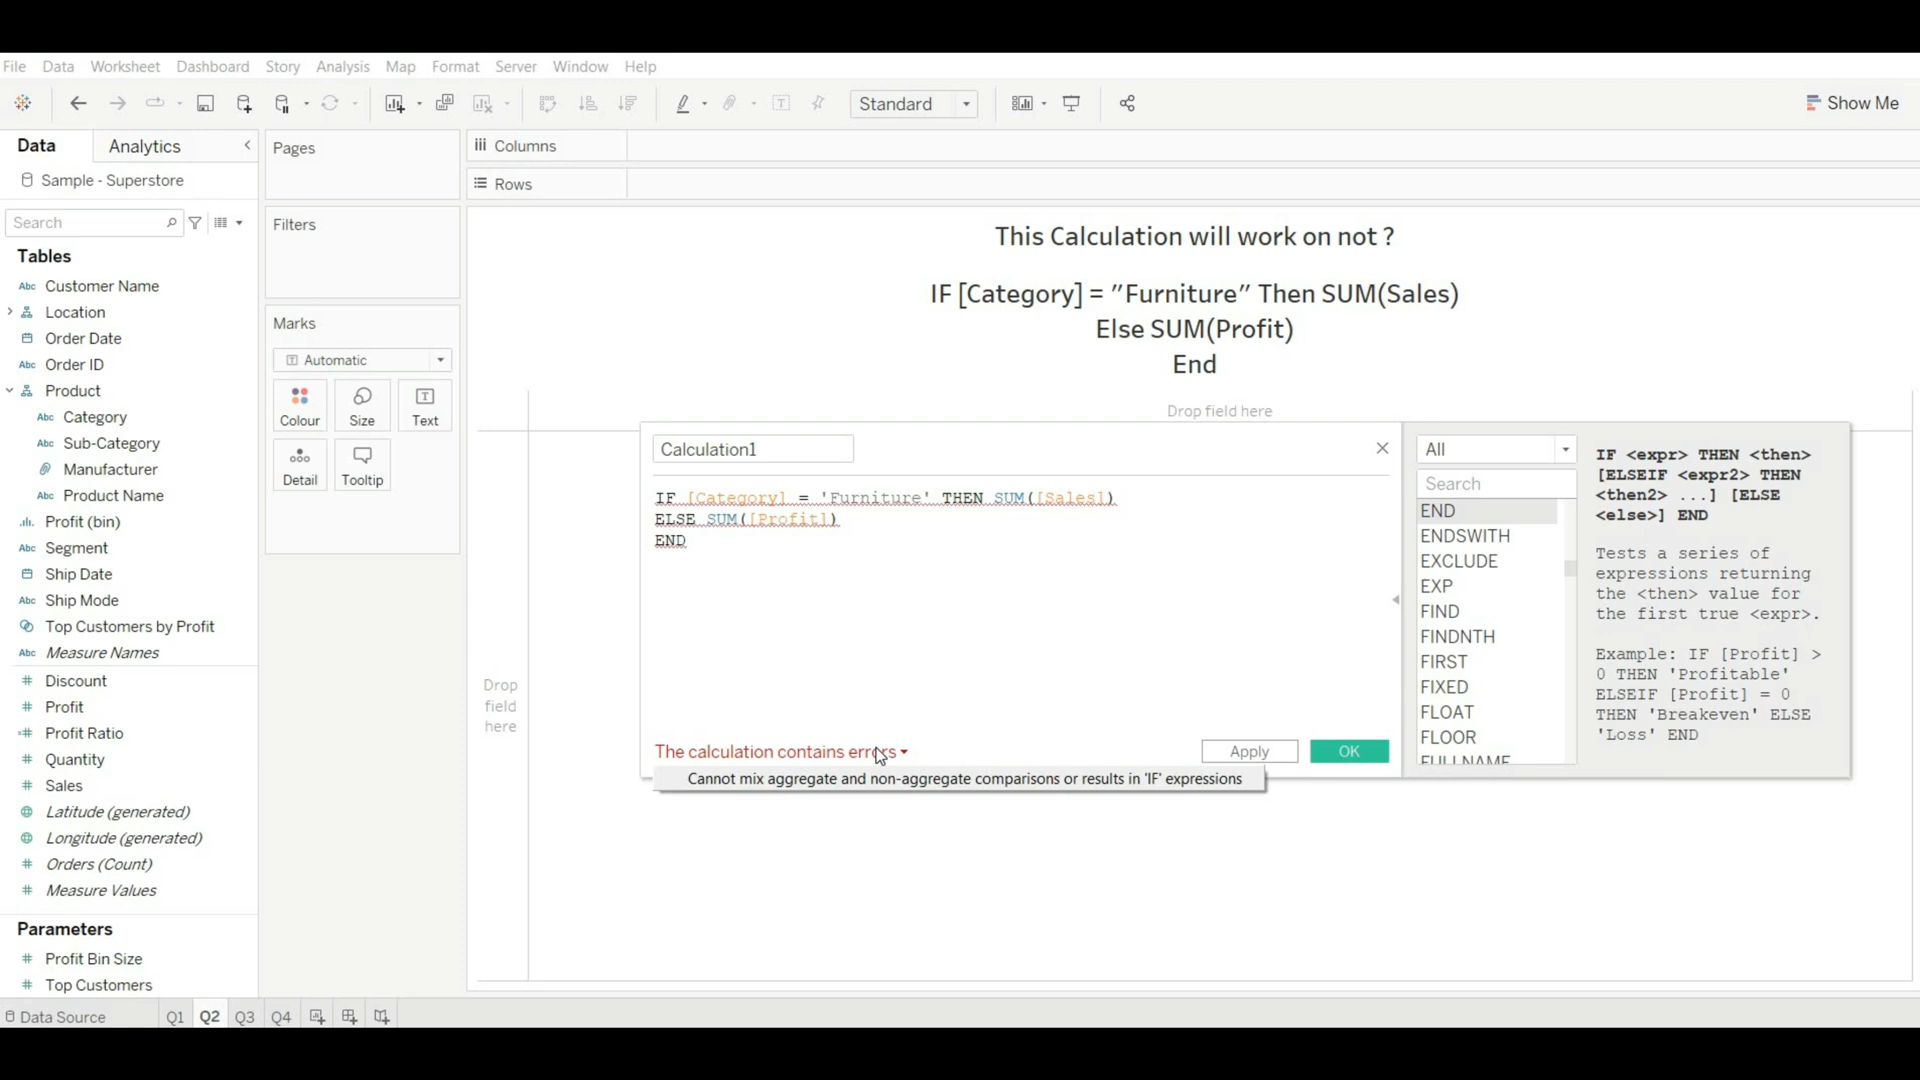 File Data Worksheet Dashboard Story Analysis Map Format Server Window Help
Standard
Show Me
Data
Analytics
Sample - Superstore
Search
Tables
Abc Customer Name
Location
Order Date
Abc Order ID
Product
Abc Category
Abc Sub-Category
Manufacturer
Abc Product Name
Profit (bin)
Abc Segment
Ship Date
Abc Ship Mode
Top Customers by Profit
Abc Measure Names
# Discount
# Profit
=# Profit Ratio
# Quantity
# Sales
Latitude (generated)
Longitude (generated)
# Orders (Count)
# Measure Values
Parameters
# Profit Bin Size
# Top Customers
Pages
Filters
Marks
Automatic
Colour
Size
Text
Detail
Tooltip
Columns
Rows
This Calculation will work on not ?
IF [Category] = "Furniture" Then SUM(Sales)
Else SUM(Profit)
End
Drop field here
Drop
field
here
Calculation1
IF [Category] = 'Furniture' THEN SUM([Sales])
ELSE SUM([Profit])
END
The calculation contains errors
Apply
OK
Cannot mix aggregate and non-aggregate comparisons or results in 'IF' expressions
All
Search
END
ENDSWITH
EXCLUDE
EXP
FIND
FINDNTH
FIRST
FIXED
FLOAT
FLOOR
FULLNAME
IF <expr> THEN <then>
[ELSEIF <expr2> THEN
<then2> ...] [ELSE
<else>] END
Tests a series of
expressions returning
the <then> value for
the first true <expr>.
Example: IF [Profit] >
0 THEN 'Profitable'
ELSEIF [Profit] = 0
THEN 'Breakeven' ELSE
'Loss' END
Data Source
Q1
Q2
Q3
Q4